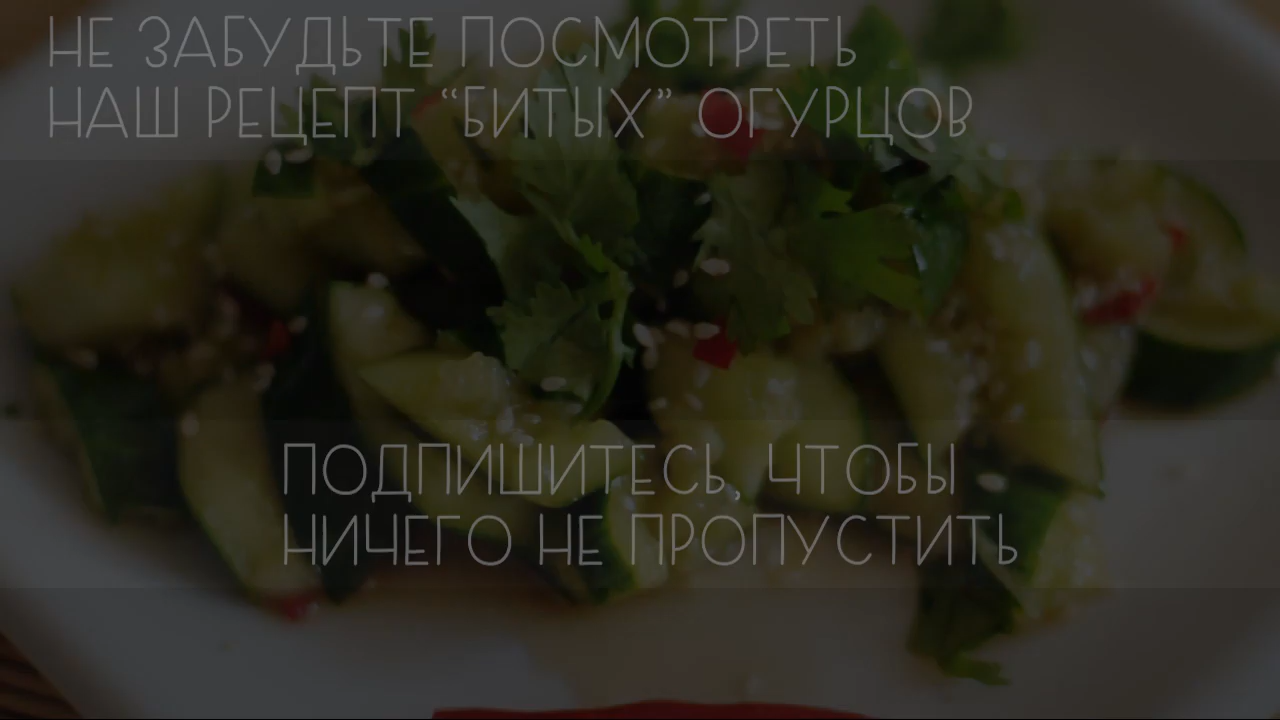 НЕ ЗАБУДЬТЕ ПОСМОТРЕТЬ
НАШ РЕЦЕПТ “БИТЫХ” ОГУРЦОВ
ПОДПИШИТЕСЬ, ЧТОБЫ
НИЧЕГО НЕ ПРОПУСТИТЬ